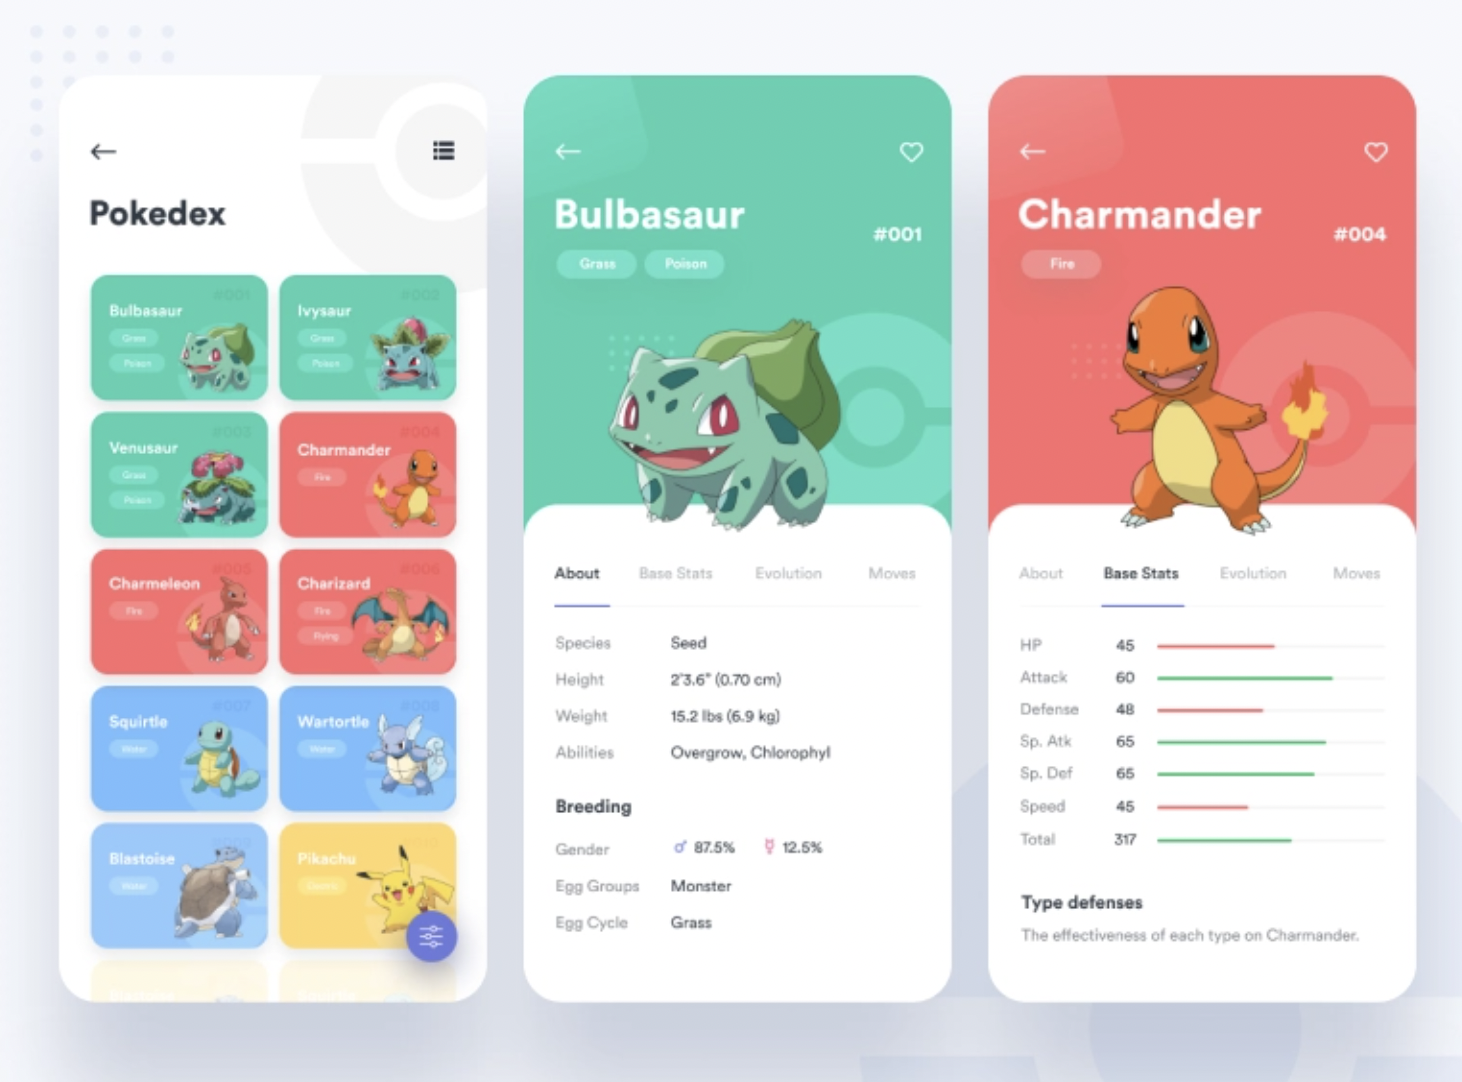 Pokedex
#001
Bulbasaur
Grass
Poison
#002
Ivysaur
Grass
Poison
#003
Venusaur
Grass
Poison
#004
Charmander
Fire
#005
Charmeleon
Fire
#006
Charizard
Fire
Flying
#007
Squirtle
Water
#008
Wartortle
Water
Blastoise
Water
Pikachu
Bulbasaur
#001
Grass Poison
About Base Stats Evolution Moves
Species Seed
Height 2'3.6" (0.70 cm)
Weight 15.2 lbs (6.9 kg)
Abilities Overgrow, Chlorophyl
Breeding
Gender ♂ 87.5% ☿ 12.5%
Egg Groups Monster
Egg Cycle Grass
Charmander
#004
Fire
About Base Stats Evolution Moves
HP 45
Attack 60
Defense 48
Sp. Atk 65
Sp. Def 65
Speed 45
Total 317
Type defenses
The effectiveness of each type on Charmander.